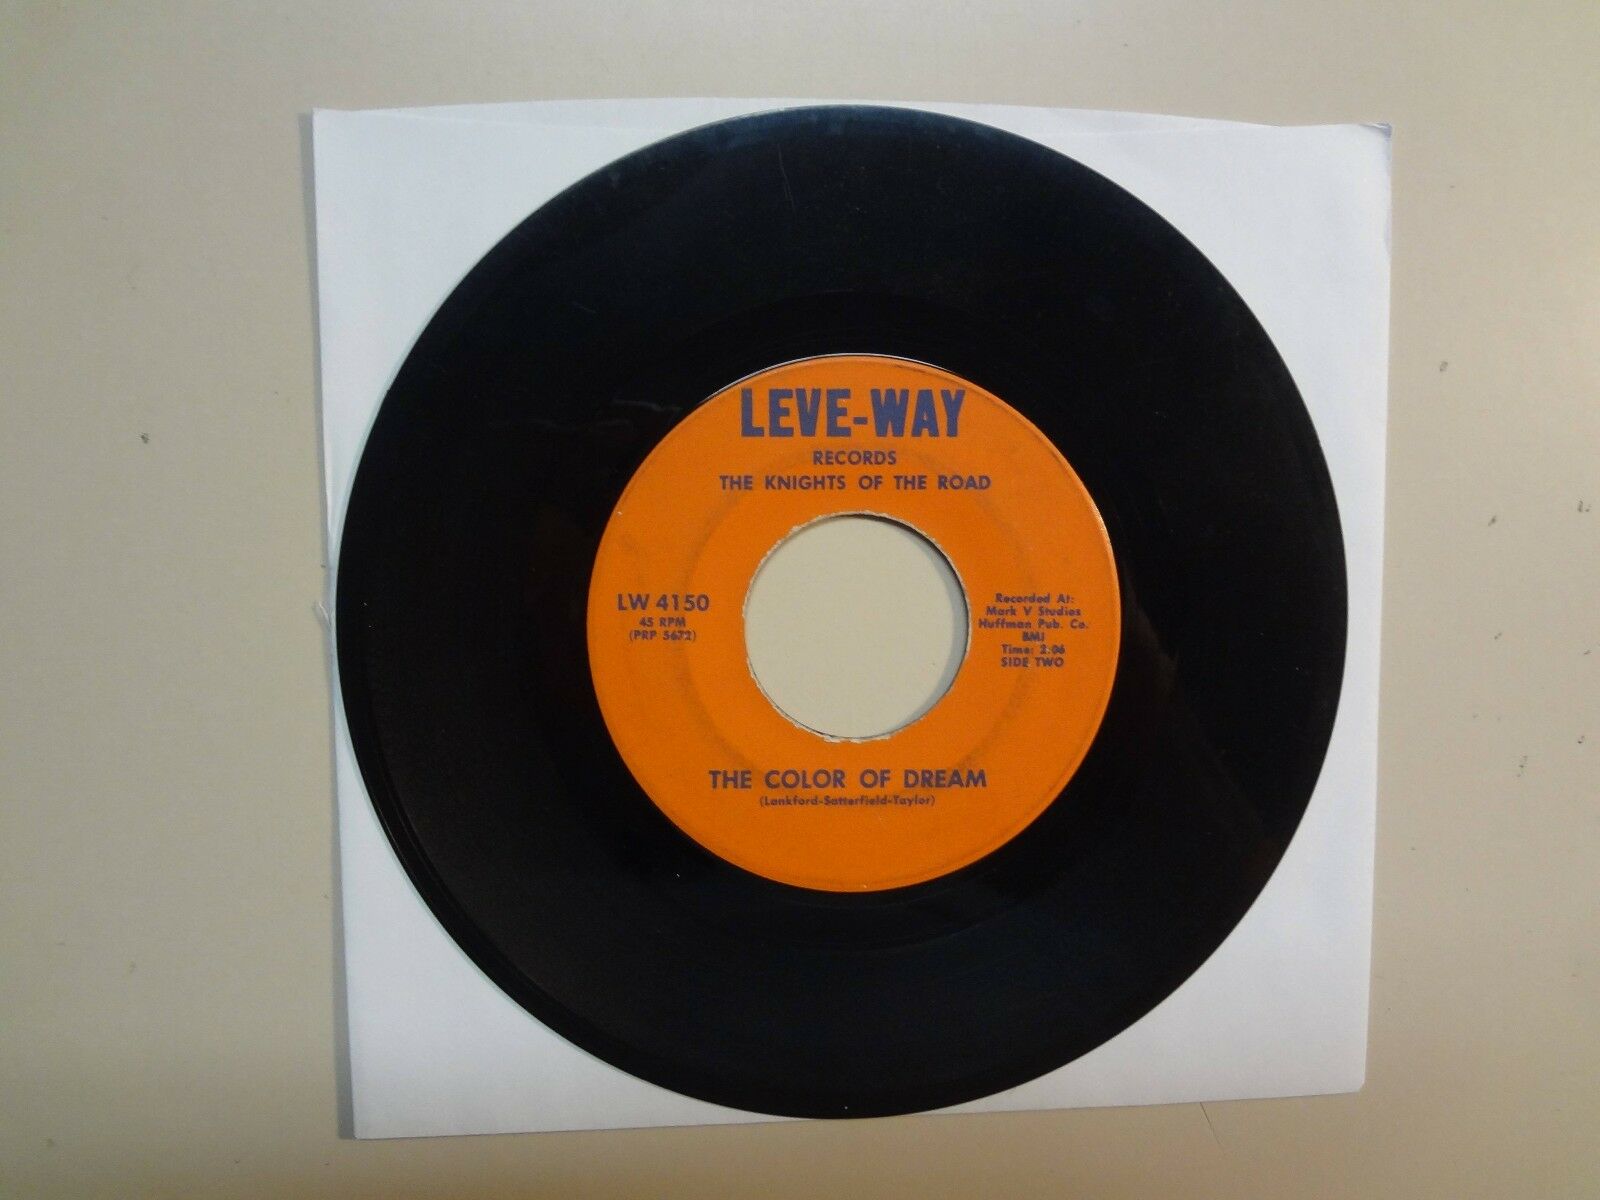 LEVE-WAY
RECORDS
THE KNIGHTS OF THE ROAD
LW 4150
45 RPM
(PRP 5672)
Recorded At:
Mark V Studios
Huffman Pub. Co.
BMI
Time: 2:06
SIDE TWO
THE COLOR OF DREAM
(Lankford-Satterfield-Taylor)